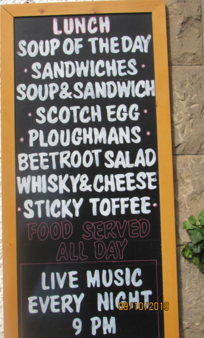 LUNCH
SOUP OF THE DAY
· SANDWICHES ·
SOUP & SANDWICH
· SCOTCH EGG ·
· PLOUGHMANS ·
BEETROOT SALAD
WHISKY & CHEESE
· STICKY TOFFEE ·
FOOD SERVED
ALL DAY
LIVE MUSIC
EVERY NIGHT
9 PM